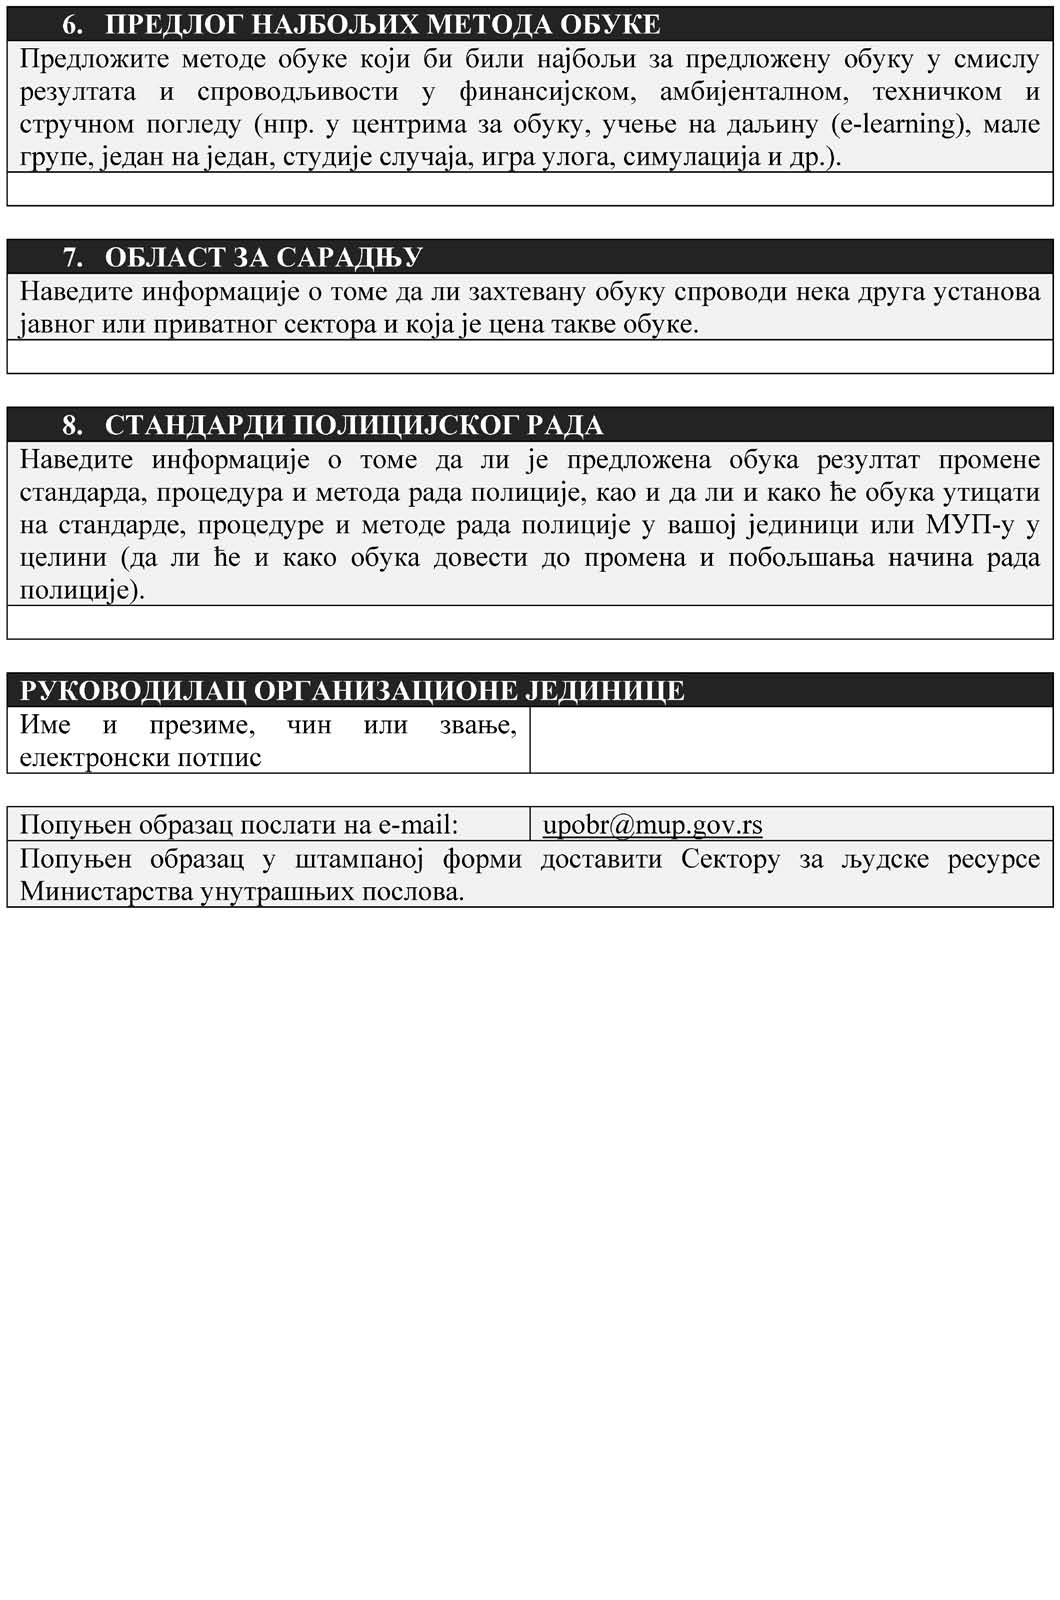 6. ПРЕДЛОГ НАЈБОЉИХ МЕТОДА ОБУКЕ
Предложите методе обуке који би били најбољи за предложену обуку у смислу
резултата и спроводљивости у финансијском, амбијенталном, техничком и
стручном погледу (нпр. у центрима за обуку, учење на даљину (e-learning), мале
групе, један на један, студије случаја, игра улога, симулација и др.).
7. ОБЛАСТ ЗА САРАДЊУ
Наведите информације о томе да ли захтевану обуку спроводи нека друга установа
јавног или приватног сектора и која је цена такве обуке.
8. СТАНДАРДИ ПОЛИЦИЈСКОГ РАДА
Наведите информације о томе да ли је предложена обука резултат промене
стандарда, процедура и метода рада полиције, као и да ли и како ће обука утицати
на стандарде, процедуре и методе рада полиције у вашој јединици или МУП-у у
целини (да ли ће и како обука довести до промена и побољшања начина рада
полиције).
РУКОВОДИЛАЦ ОРГАНИЗАЦИОНЕ ЈЕДИНИЦЕ
Име и презиме, чин или звање,
електронски потпис
Попуњен образац послати на e-mail: upobr@mup.gov.rs
Попуњен образац у штампаној форми доставити Сектору за људске ресурсе
Министарства унутрашњих послова.